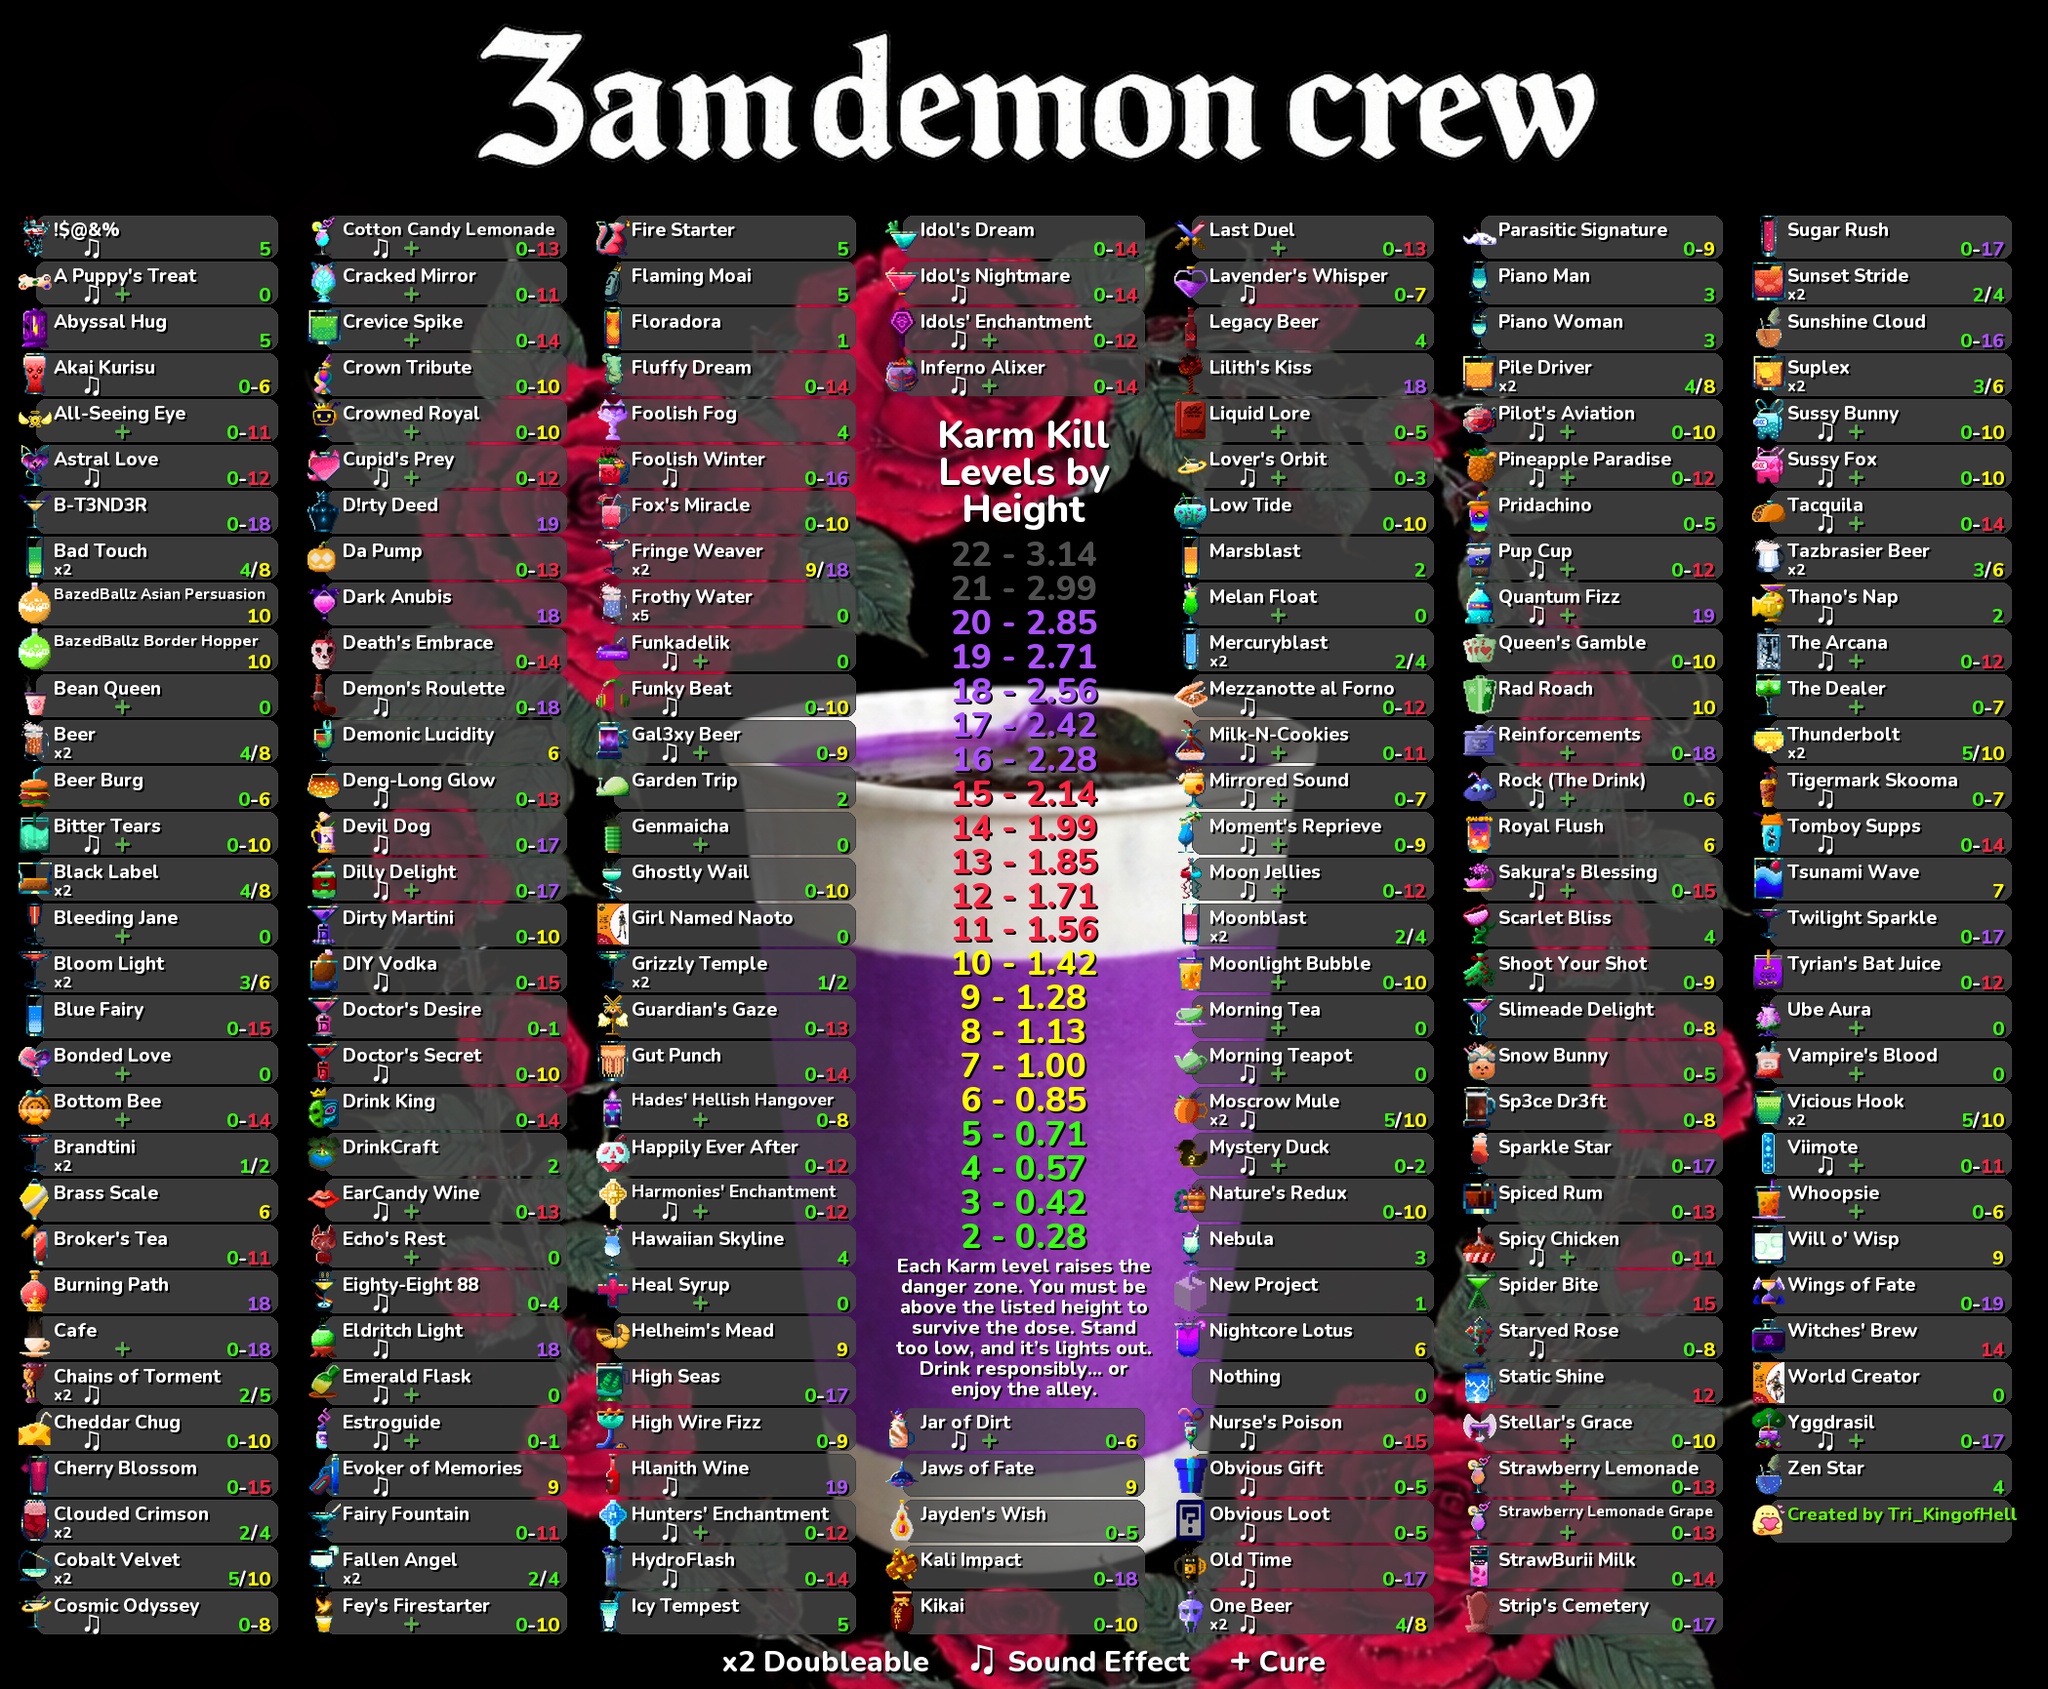 3am demon crew
!$@&%
♫ 5
A Puppy's Treat
♫ + 0
Abyssal Hug
5
Akai Kurisu
♫ 0-6
All-Seeing Eye
+ 0-11
Astral Love
♫ 0-12
B-T3ND3R
0-18
Bad Touch
x2 4/8
BazedBallz Asian Persuasion
10
BazedBallz Border Hopper
10
Bean Queen
+ 0
Beer
x2 4/8
Beer Burg
0-6
Bitter Tears
♫ + 0-10
Black Label
x2 4/8
Bleeding Jane
+ 0
Bloom Light
x2 3/6
Blue Fairy
0-15
Bonded Love
+ 0
Bottom Bee
+ 0-14
Brandtini
x2 1/2
Brass Scale
6
Broker's Tea
0-11
Burning Path
18
Cafe
+ 0-18
Chains of Torment
x2 ♫ 2/5
Cheddar Chug
♫ 0-10
Cherry Blossom
0-15
Clouded Crimson
x2 2/4
Cobalt Velvet
x2 5/10
Cosmic Odyssey
♫ 0-8
Cotton Candy Lemonade
♫ + 0-13
Cracked Mirror
+ 0-11
Crevice Spike
+ 0-14
Crown Tribute
0-10
Crowned Royal
+ 0-10
Cupid's Prey
♫ + 0-12
D!rty Deed
19
Da Pump
0-13
Dark Anubis
18
Death's Embrace
0-14
Demon's Roulette
0-18
Demonic Lucidity
6
Deng-Long Glow
♫ 0-13
Devil Dog
♫ 0-17
Dilly Delight
♫ + 0-17
Dirty Martini
0-10
DIY Vodka
♫ 0-15
Doctor's Desire
0-1
Doctor's Secret
♫ 0-10
Drink King
0-14
DrinkCraft
2
EarCandy Wine
♫ + 0-13
Echo's Rest
+ 0
Eighty-Eight 88
♫ 0-4
Eldritch Light
♫ 18
Emerald Flask
♫ + 0
Estroguide
♫ + 0-1
Evoker of Memories
9
Fairy Fountain
0-11
Fallen Angel
x2 2/4
Fey's Firestarter
+ 0-10
Fire Starter
5
Flaming Moai
5
Floradora
1
Fluffy Dream
0-14
Foolish Fog
4
Foolish Winter
♫ 0-16
Fox's Miracle
0-10
Fringe Weaver
x2 9/18
Frothy Water
x5 0
Funkadelik
♫ + 0
Funky Beat
♫ 0-10
Gal3xy Beer
♫ + 0-9
Garden Trip
2
Genmaicha
+ 0
Ghostly Wail
0-10
Girl Named Naoto
0
Grizzly Temple
x2 1/2
Guardian's Gaze
0-13
Gut Punch
0-14
Hades' Hellish Hangover
+ 0-8
Happily Ever After
0-12
Harmonies' Enchantment
♫ + 0-12
Hawaiian Skyline
4
Heal Syrup
+ 0
Helheim's Mead
9
High Seas
0-17
High Wire Fizz
0-9
Hlanith Wine
♫ 19
Hunters' Enchantment
♫ + 0-12
HydroFlash
♫ 0-14
Icy Tempest
5
Idol's Dream
0-14
Idol's Nightmare
♫ 0-14
Idols' Enchantment
♫ + 0-12
Inferno Alixer
♫ + 0-14
Karm Kill
Levels by
Height
22 - 3.14
21 - 2.99
20 - 2.85
19 - 2.71
18 - 2.56
17 - 2.42
16 - 2.28
15 - 2.14
14 - 1.99
13 - 1.85
12 - 1.71
11 - 1.56
10 - 1.42
9 - 1.28
8 - 1.13
7 - 1.00
6 - 0.85
5 - 0.71
4 - 0.57
3 - 0.42
2 - 0.28
Each Karm level raises the
danger zone. You must be
above the listed height to
survive the dose. Stand
too low, and it's lights out.
Drink responsibly... or
enjoy the alley.
Jar of Dirt
♫ + 0-6
Jaws of Fate
9
Jayden's Wish
0-5
Kali Impact
0-18
Kikai
0-10
Last Duel
+ 0-13
Lavender's Whisper
♫ 0-7
Legacy Beer
4
Lilith's Kiss
18
Liquid Lore
+ 0-5
Lover's Orbit
♫ + 0-3
Low Tide
0-10
Marsblast
2
Melan Float
+ 0
Mercuryblast
x2 2/4
Mezzanotte al Forno
♫ 0-12
Milk-N-Cookies
♫ + 0-11
Mirrored Sound
♫ + 0-7
Moment's Reprieve
♫ + 0-9
Moon Jellies
♫ + 0-12
Moonblast
x2 2/4
Moonlight Bubble
+ 0-10
Morning Tea
+ 0
Morning Teapot
♫ + 0
Moscrow Mule
x2 ♫ 5/10
Mystery Duck
♫ + 0-2
Nature's Redux
0-10
Nebula
3
New Project
1
Nightcore Lotus
6
Nothing
0
Nurse's Poison
♫ 0-15
Obvious Gift
0-5
Obvious Loot
♫ 0-5
Old Time
♫ 0-17
One Beer
x2 ♫ 4/8
Parasitic Signature
0-9
Piano Man
3
Piano Woman
3
Pile Driver
x2 4/8
Pilot's Aviation
♫ + 0-10
Pineapple Paradise
♫ + 0-12
Pridachino
0-5
Pup Cup
♫ + 0-12
Quantum Fizz
♫ + 19
Queen's Gamble
0-10
Rad Roach
10
Reinforcements
+ 0-18
Rock (The Drink)
♫ + 0-6
Royal Flush
6
Sakura's Blessing
♫ + 0-15
Scarlet Bliss
4
Shoot Your Shot
♫ 0-9
Slimeade Delight
0-8
Snow Bunny
0-5
Sp3ce Dr3ft
0-8
Sparkle Star
0-17
Spiced Rum
0-13
Spicy Chicken
♫ + 0-11
Spider Bite
15
Starved Rose
♫ 0-8
Static Shine
12
Stellar's Grace
+ 0-10
Strawberry Lemonade
+ 0-13
Strawberry Lemonade Grape
+ 0-13
StrawBurii Milk
0-14
Strip's Cemetery
0-17
Sugar Rush
0-17
Sunset Stride
x2 2/4
Sunshine Cloud
0-16
Suplex
x2 3/6
Sussy Bunny
♫ + 0-10
Sussy Fox
♫ + 0-10
Tacquila
♫ + 0-14
Tazbrasier Beer
x2 3/6
Thano's Nap
2
The Arcana
♫ + 0-12
The Dealer
+ 0-7
Thunderbolt
x2 5/10
Tigermark Skooma
♫ 0-7
Tomboy Supps
♫ 0-14
Tsunami Wave
7
Twilight Sparkle
0-17
Tyrian's Bat Juice
0-12
Ube Aura
+ 0
Vampire's Blood
+ 0
Vicious Hook
x2 5/10
Viimote
♫ + 0-11
Whoopsie
+ 0-6
Will o' Wisp
9
Wings of Fate
0-19
Witches' Brew
14
World Creator
0
Yggdrasil
♫ + 0-17
Zen Star
4
Created by Tri_KingofHell
x2 Doubleable ♫ Sound Effect + Cure